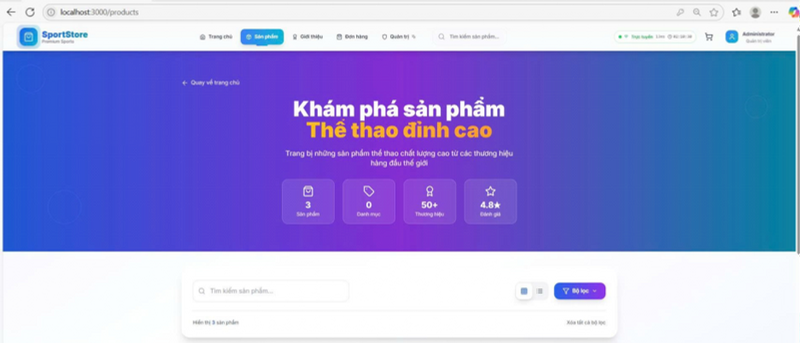 localhost:3000/products
SportStore
Premium Sports
Trang chủ
Sản phẩm
Giới thiệu
Đơn hàng
Quản trị
Tìm kiếm sản phẩm...
Trực tuyến
Administrator
Quản trị viên
Quay về trang chủ
Khám phá sản phẩm
Thể thao đỉnh cao
Trang bị những sản phẩm thể thao chất lượng cao từ các thương hiệu
hàng đầu thế giới
3
Sản phẩm
0
Danh mục
50+
Thương hiệu
4.8★
Đánh giá
Tìm kiếm sản phẩm...
Bộ lọc
Hiển thị 3 sản phẩm
Xóa tất cả bộ lọc